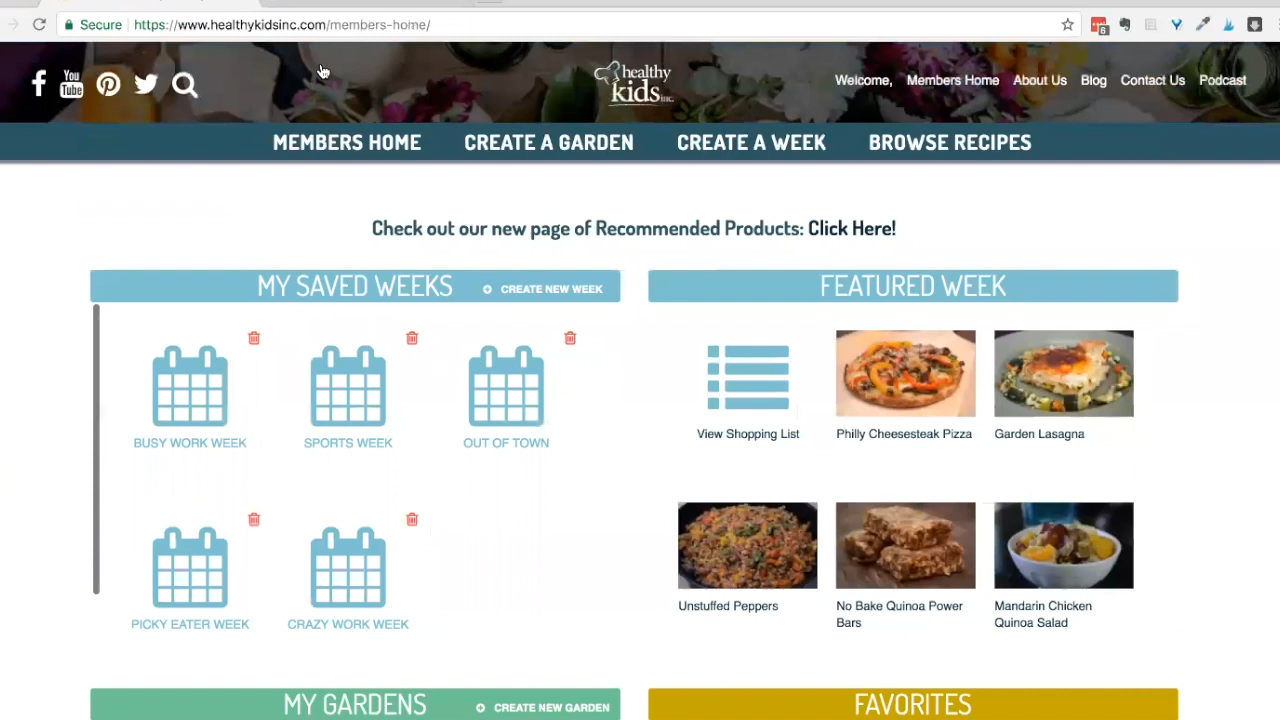 Secure https://www.healthykidsinc.com/members-home/
6
You
Tube
healthy
kids inc.
Welcome, Members Home About Us Blog Contact Us Podcast
MEMBERS HOME CREATE A GARDEN CREATE A WEEK BROWSE RECIPES
Check out our new page of Recommended Products: Click Here!
MY SAVED WEEKS CREATE NEW WEEK
BUSY WORK WEEK SPORTS WEEK OUT OF TOWN
PICKY EATER WEEK CRAZY WORK WEEK
FEATURED WEEK
View Shopping List Philly Cheesesteak Pizza Garden Lasagna
Unstuffed Peppers No Bake Quinoa Power Mandarin Chicken
Bars Quinoa Salad
MY GARDENS CREATE NEW GARDEN
FAVORITES